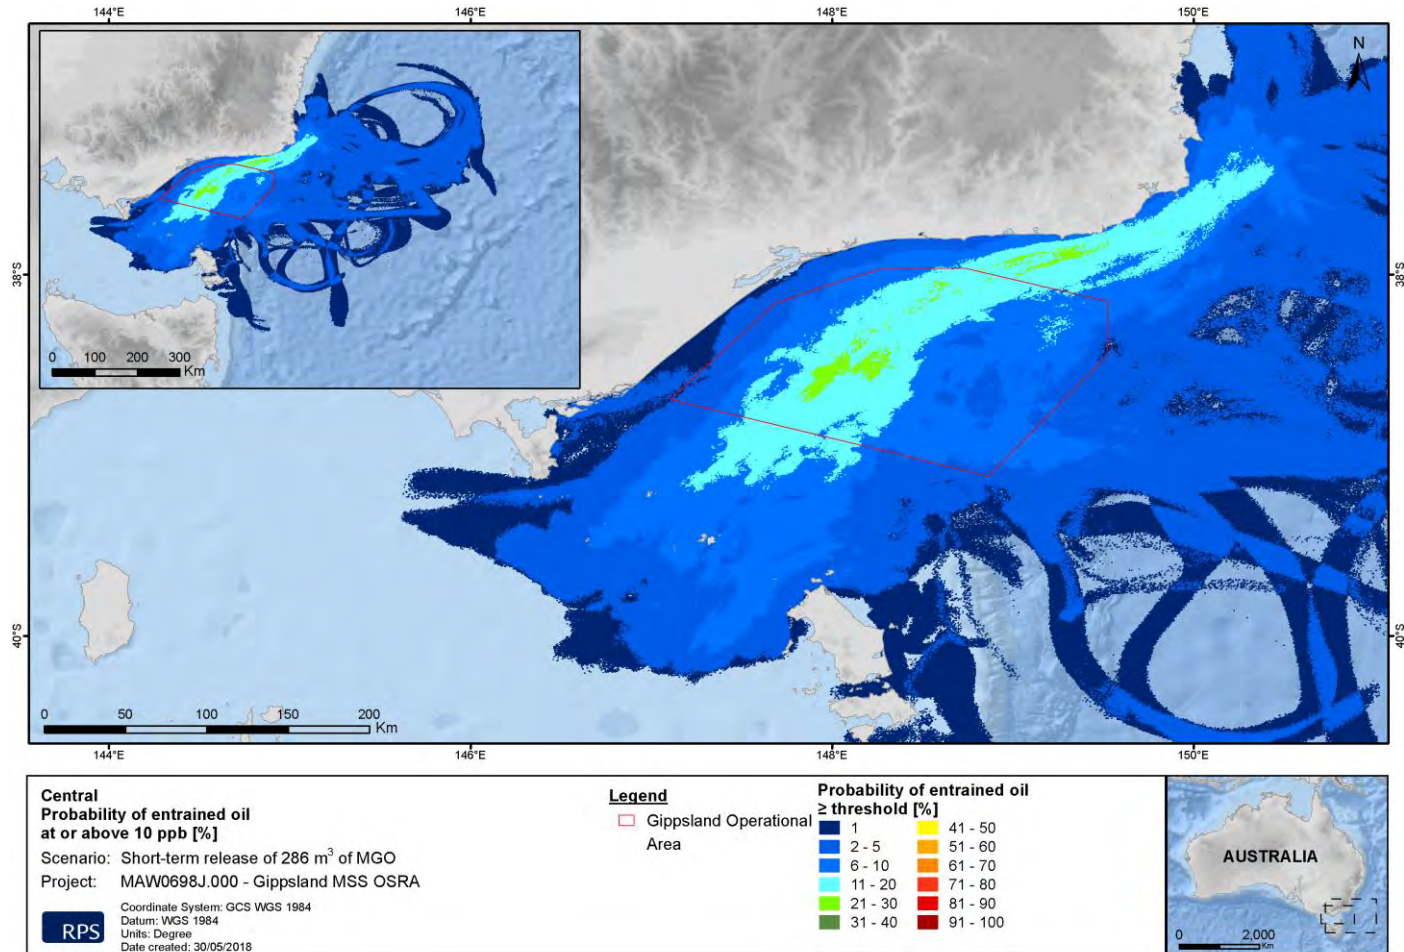 144°E
146°E
148°E
150°E
N
0 100 200 300
Km
38°S
38°S
40°S
40°S
0 50 100 150 200
Km
144°E
146°E
148°E
150°E
Central
Probability of entrained oil
at or above 10 ppb [%]
Scenario: Short-term release of 286 m³ of MGO
Project: MAW0698J.000 - Gippsland MSS OSRA
RPS
Coordinate System: GCS WGS 1984
Datum: WGS 1984
Units: Degree
Date created: 30/05/2018
Legend
Gippsland Operational
Area
Probability of entrained oil
≥ threshold [%]
1
2 - 5
6 - 10
11 - 20
21 - 30
31 - 40
41 - 50
51 - 60
61 - 70
71 - 80
81 - 90
91 - 100
AUSTRALIA
0 2,000
Km